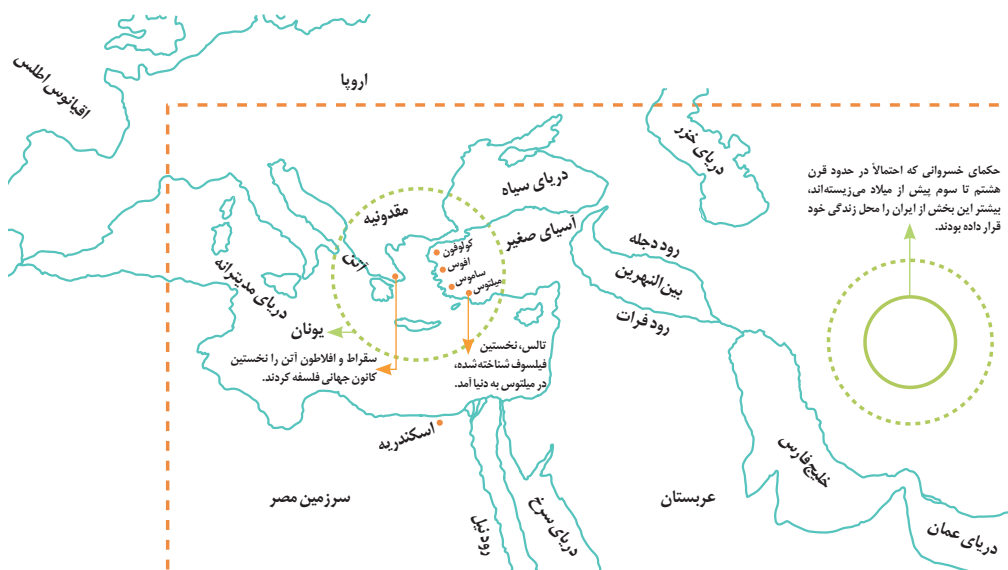 اروپا
اقیانوس اطلس
دریای خزر
حکمای خسروانی که احتمالاً در حدود قرن
هشتم تا سوم پیش از میلاد می‌زیسته‌اند،
بیشتر این بخش از ایران را محل زندگی خود
قرار داده بودند.
دریای سیاه
مقدونیه
آسیای صغیر
کولوفون
افوس
ساموس
میلتوس
آتن
رود دجله
بین النهرین
رود فرات
دریای مدیترانه
یونان
سقراط و افلاطون آتن را نخستین
کانون جهانی فلسفه کردند.
تالس، نخستین
فیلسوف شناخته‌شده،
در میلتوس به دنیا آمد.
اسکندریه
خلیج فارس
سرزمین مصر
عربستان
رود نیل
دریای سرخ
دریای عمان